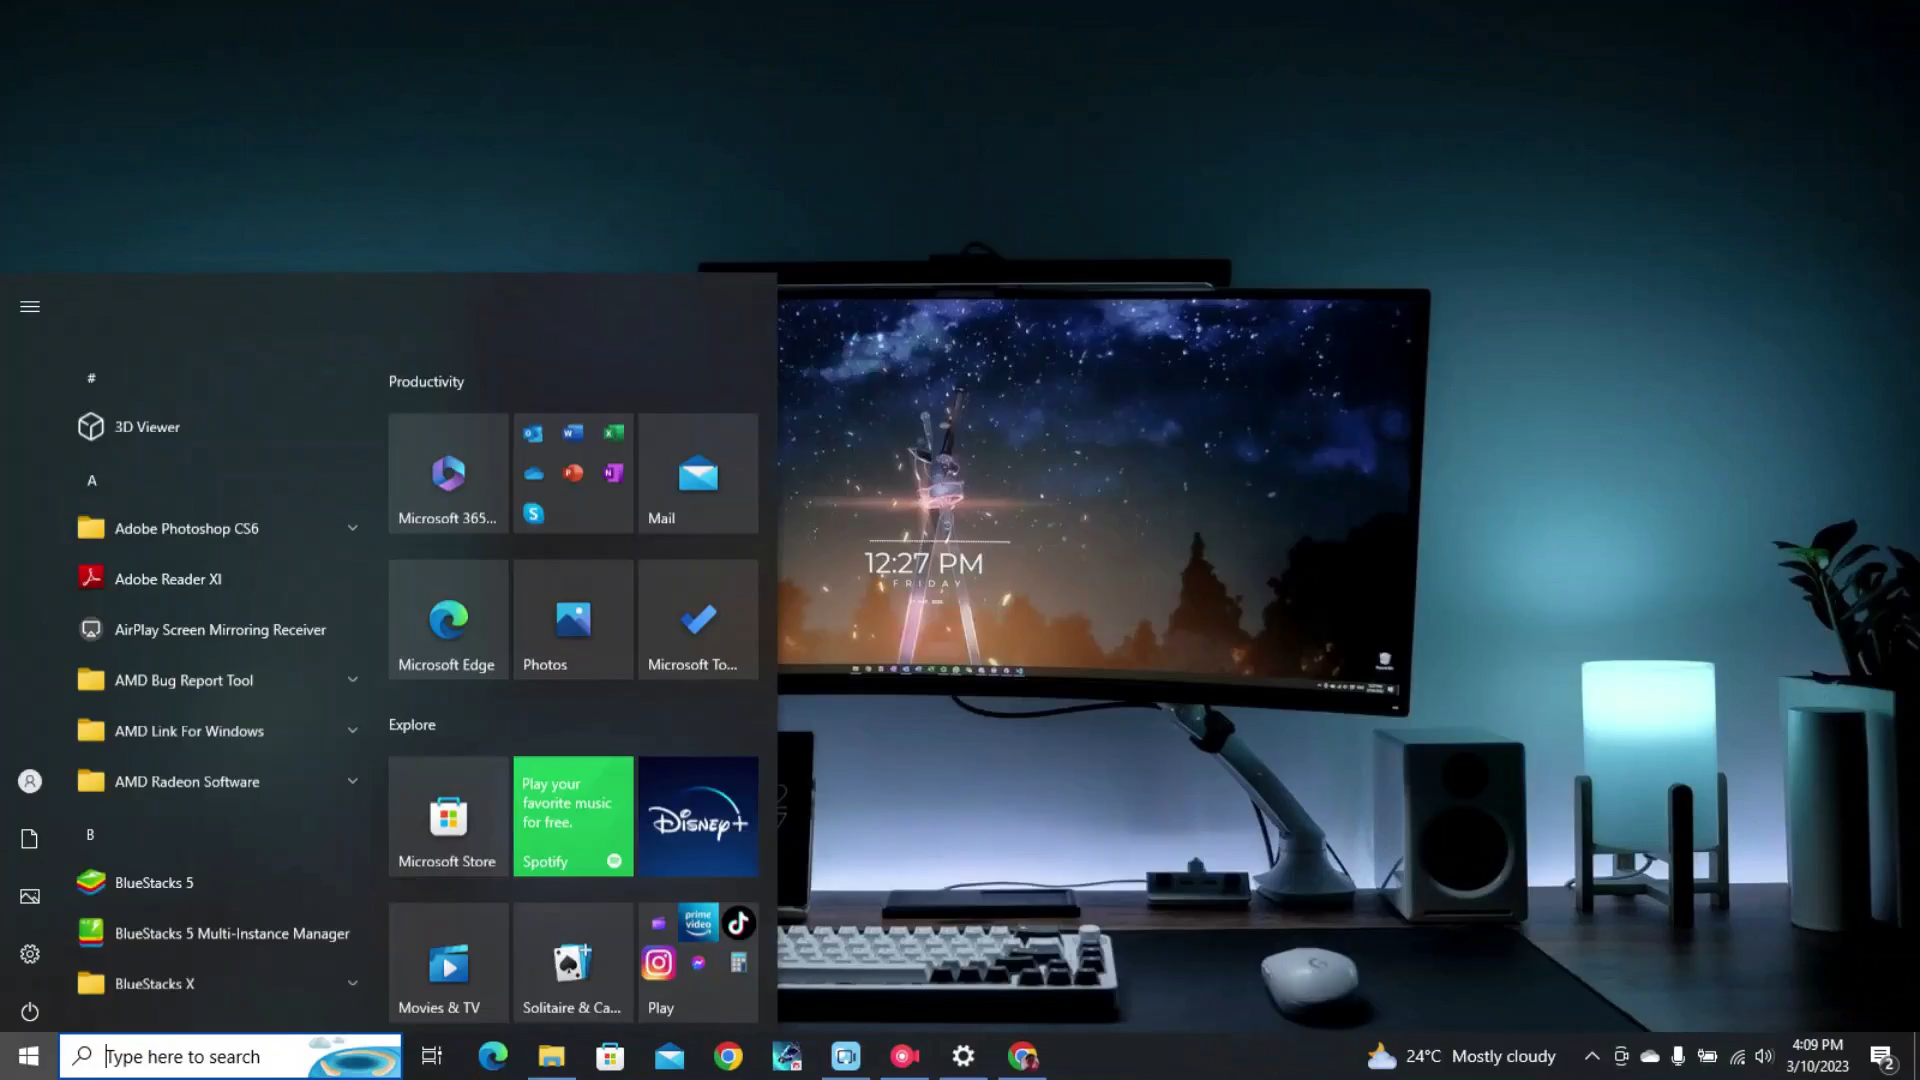 #
3D Viewer
A
Adobe Photoshop CS6
Adobe Reader XI
AirPlay Screen Mirroring Receiver
AMD Bug Report Tool
AMD Link For Windows
AMD Radeon Software
B
BlueStacks 5
BlueStacks 5 Multi-Instance Manager
BlueStacks X
Productivity
Microsoft 365...
Mail
Microsoft Edge
Photos
Microsoft To...
Explore
Microsoft Store
Play your
favorite music
for free.
Spotify
Disney+
Movies & TV
Solitaire & Ca...
prime
video
Play
12:27 PM
FRIDAY
Type here to search
24°C Mostly cloudy
4:09 PM
3/10/2023
2